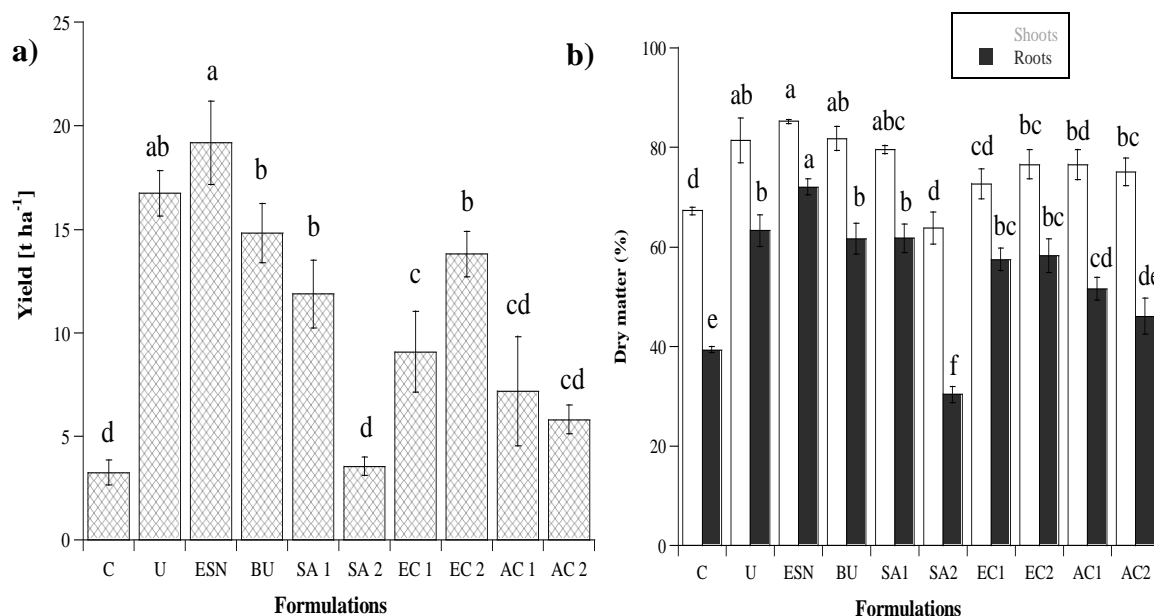 a)
Yield [t ha⁻¹]
25
20
15
10
5
0
d
ab
a
b
b
d
c
b
cd
cd
C U ESN BU SA 1 SA 2 EC 1 EC 2 AC 1 AC 2
Formulations
b)
Shoots
Roots
Dry matter (%)
100
80
60
40
20
0
d
e
ab
b
a
a
ab
b
abc
b
d
f
cd
bc
bc
bc
bd
cd
bc
de
C U ESN BU SA1 SA2 EC1 EC2 AC1 AC2
Formulations